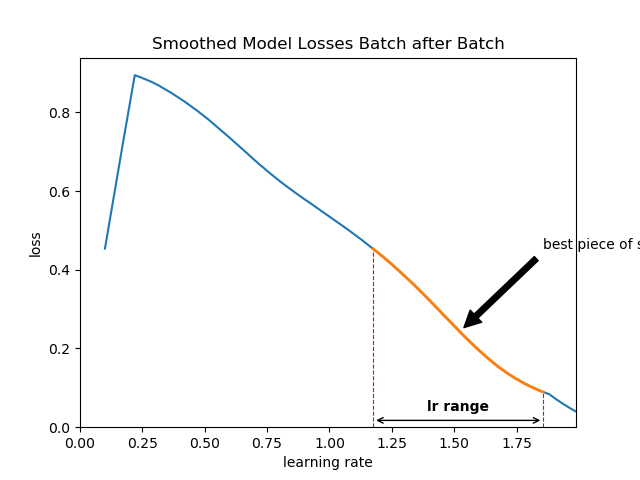 Smoothed Model Losses Batch after Batch
0.8
0.6
0.4
0.2
0.0
loss
best piece of s
lr range
0.00 0.25 0.50 0.75 1.00 1.25 1.50 1.75
learning rate